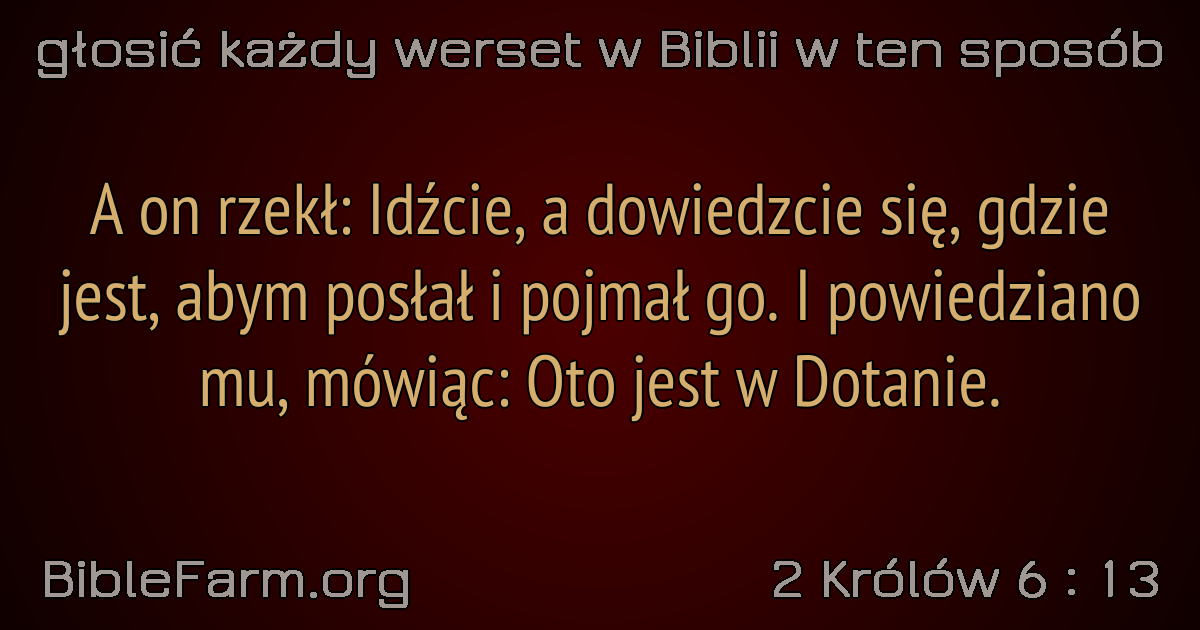 głosić każdy werset w Biblii w ten sposób
A on rzekł: Idźcie, a dowiedzcie się, gdzie
jest, abym posłał i pojmał go. I powiedziano
mu, mówiąc: Oto jest w Dotanie.
BibleFarm.org
2 Królów 6 : 13